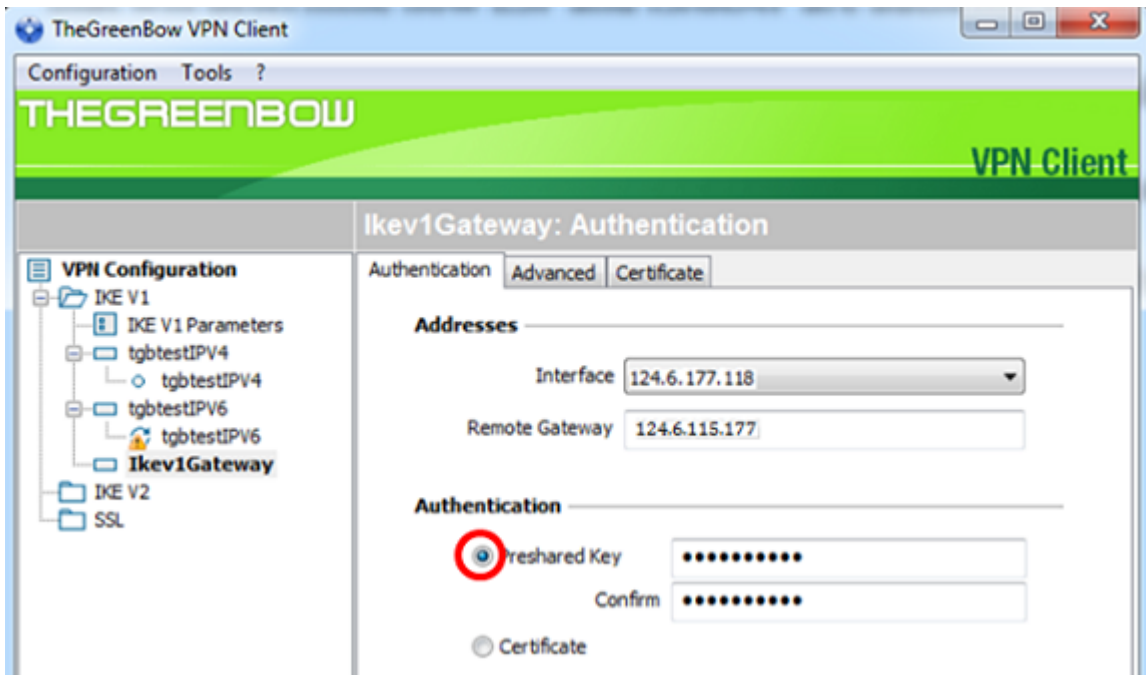 TheGreenBow VPN Client
Configuration Tools ?
THEGREENBOW
VPN Client
Ikev1Gateway: Authentication
VPN Configuration
IKE V1
IKE V1 Parameters
tgbtestIPV4
tgbtestIPV4
tgbtestIPV6
tgbtestIPV6
Ikev1Gateway
IKE V2
SSL
Authentication Advanced Certificate
Addresses
Interface 124.6.177.118
Remote Gateway 124.6.115.177
Authentication
Preshared Key ●●●●●●●●●●
Confirm ●●●●●●●●●●
Certificate